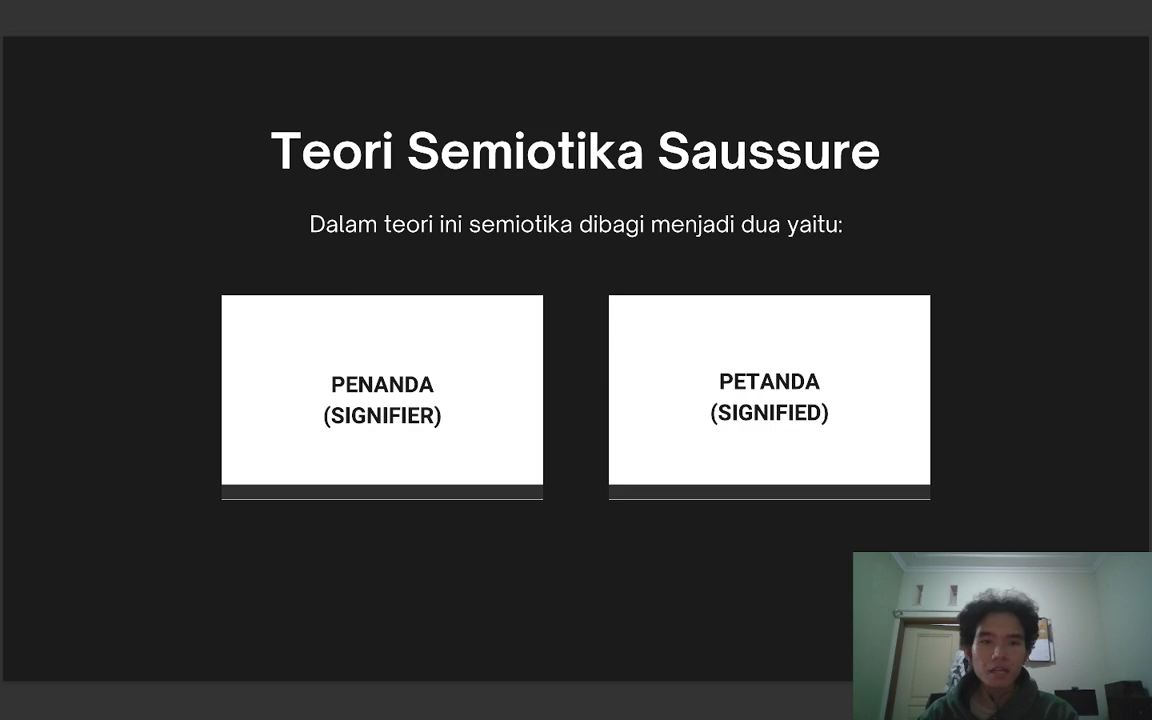 Teori Semiotika Saussure
Dalam teori ini semiotika dibagi menjadi dua yaitu:
PENANDA
(SIGNIFIER)
PETANDA
(SIGNIFIED)